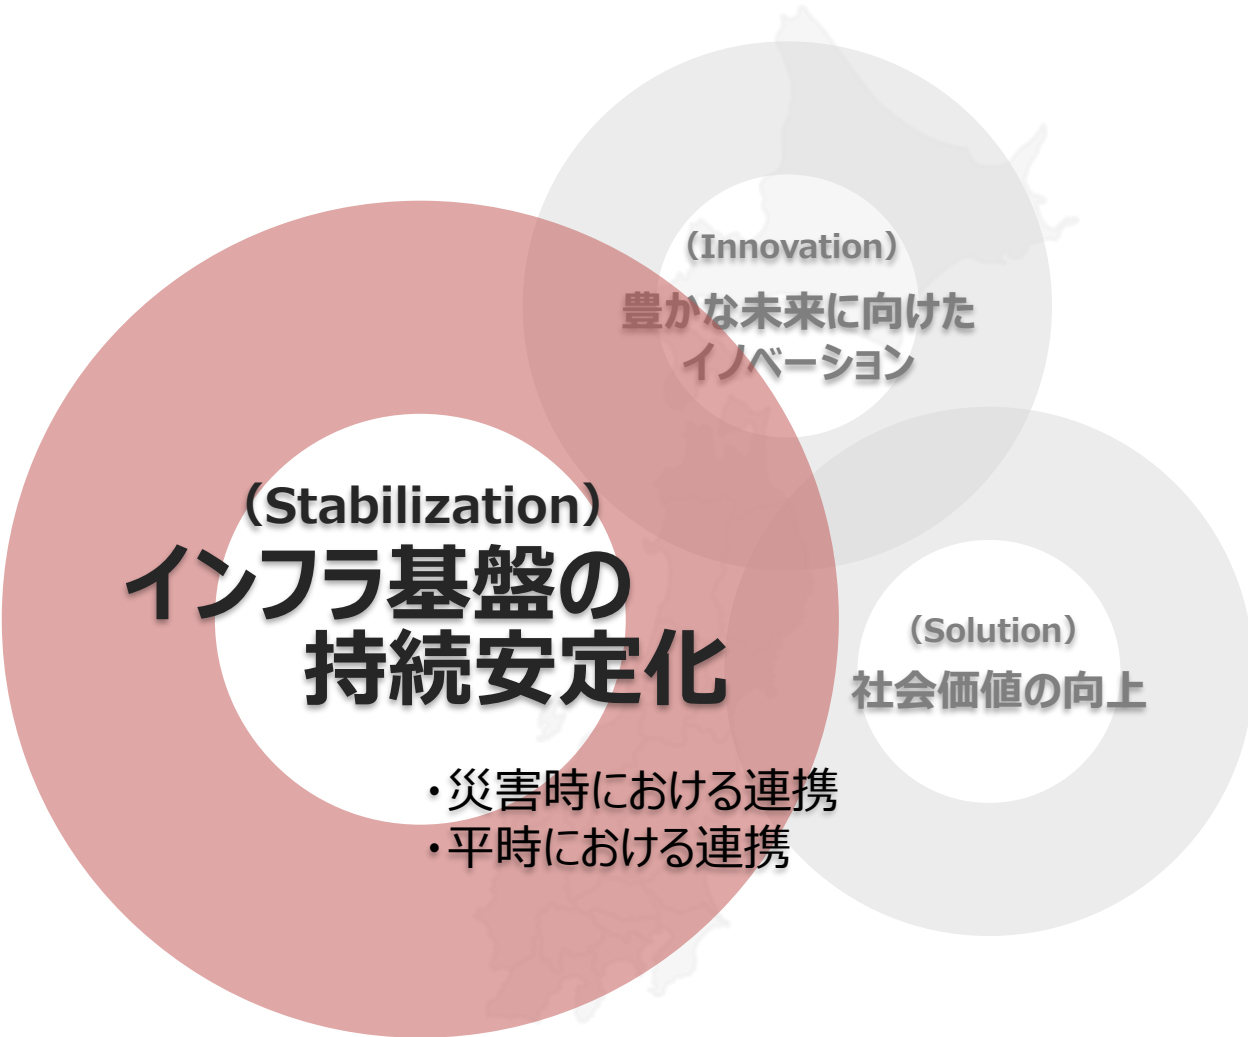 （Innovation）
豊かな未来に向けた
イノベーション
（Stabilization）
インフラ基盤の
持続安定化
・災害時における連携
・平時における連携
（Solution）
社会価値の向上